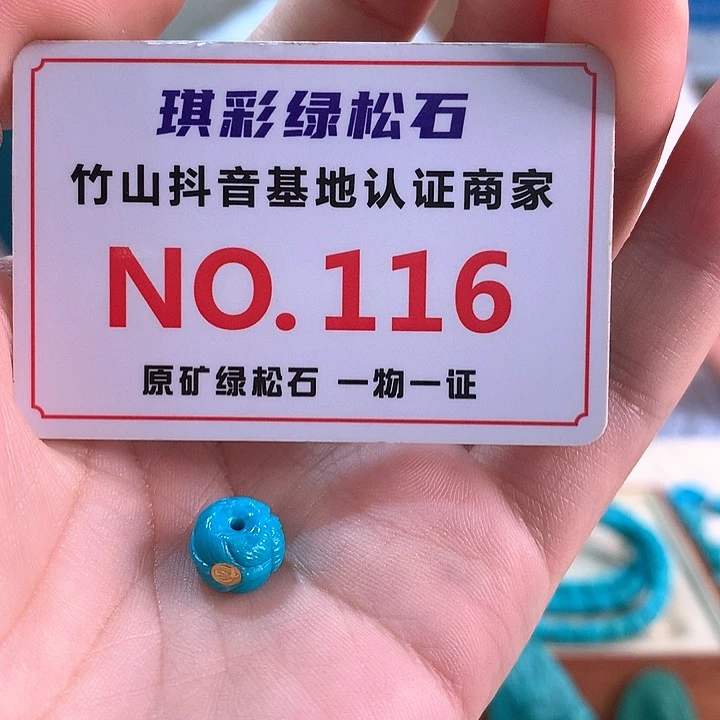 琪彩绿松石
竹山抖音基地认证商家
NO.116
原矿绿松石 一物一证